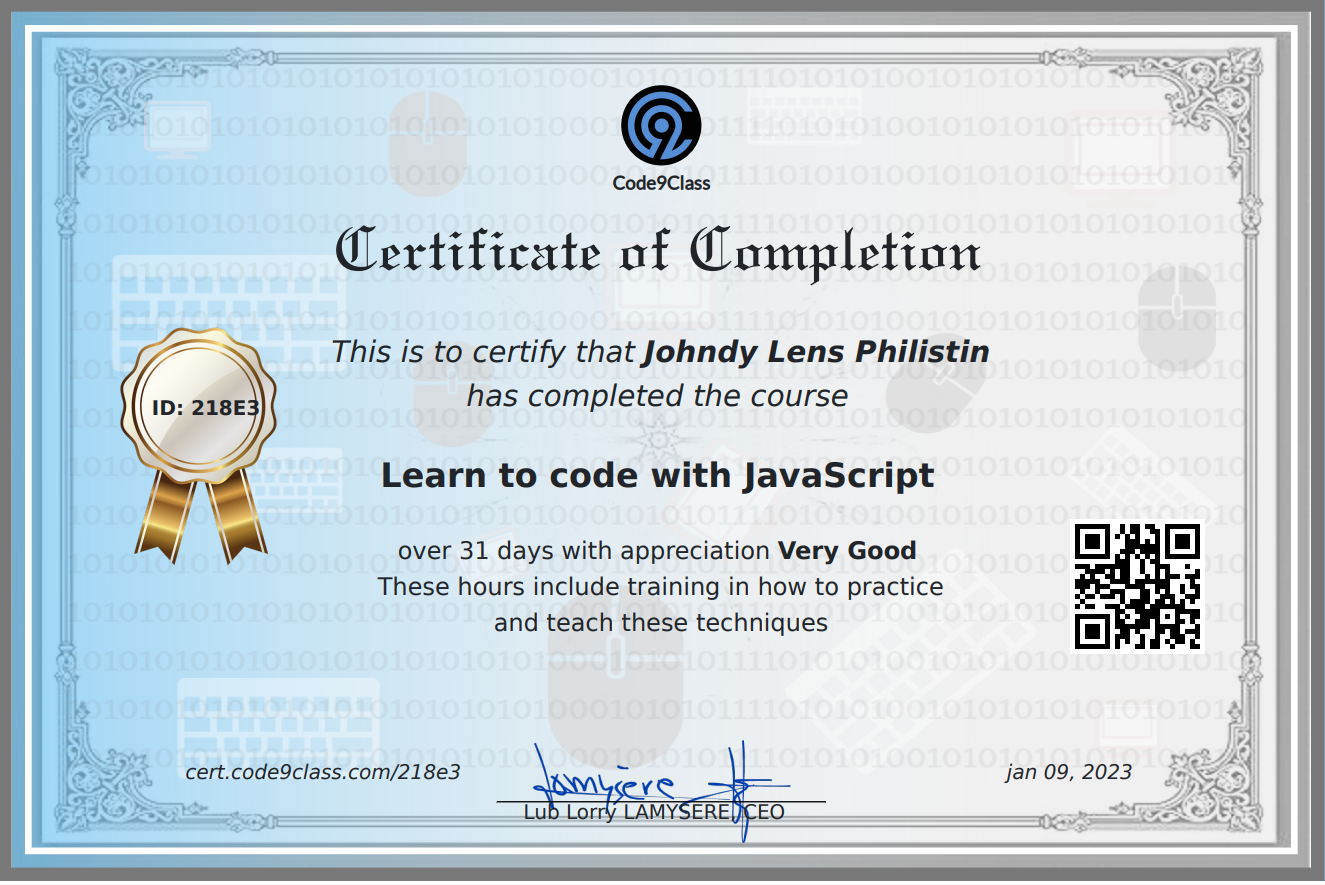 Code9Class
Certificate of Completion
This is to certify that Johndy Lens Philistin
has completed the course
ID: 218E3
Learn to code with JavaScript
over 31 days with appreciation Very Good
These hours include training in how to practice
and teach these techniques
cert.code9class.com/218e3
Lamysere
jan 09, 2023
Lub Lorry LAMYSERE, CEO